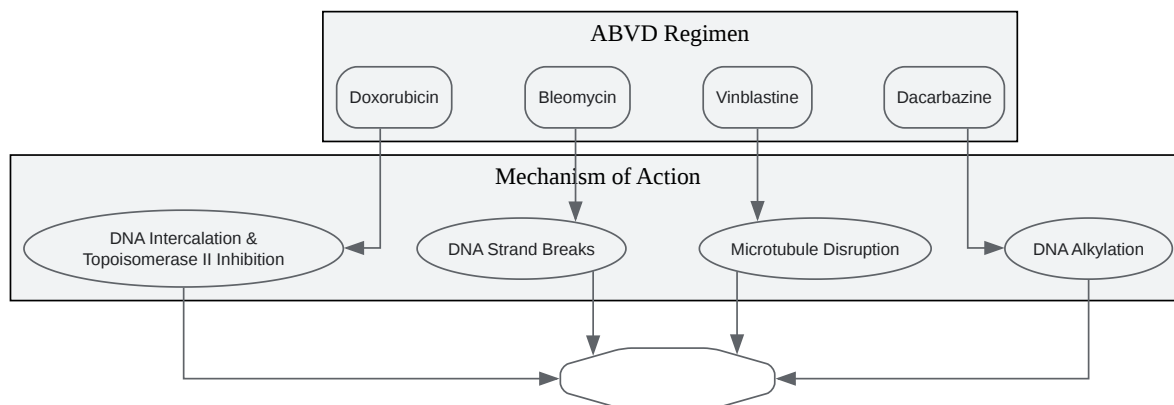 ABVD Regimen
Doxorubicin
Bleomycin
Vinblastine
Dacarbazine
Mechanism of Action
DNA Intercalation &
Topoisomerase II Inhibition
DNA Strand Breaks
Microtubule Disruption
DNA Alkylation